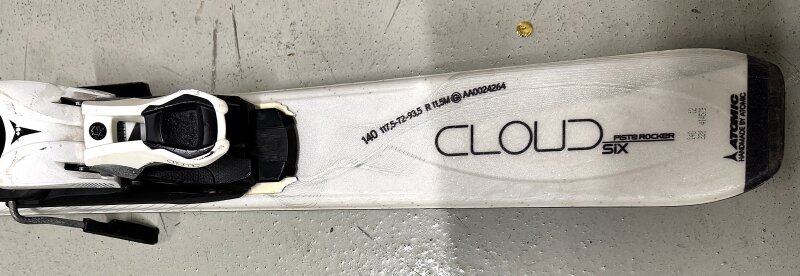 140 117,5-72-93,5 R 11,5M @ AA0024264
CLOUD
SIX PISTE ROCKER
ATOMIC
HANDMADE BY ATOMIC